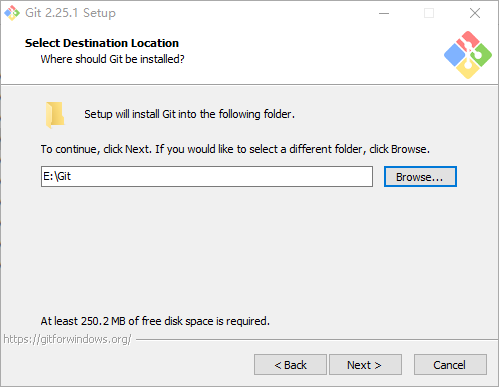 Git 2.25.1 Setup
Select Destination Location
Where should Git be installed?
Setup will install Git into the following folder.
To continue, click Next. If you would like to select a different folder, click Browse.
E:\Git
Browse...
At least 250.2 MB of free disk space is required.
https://gitforwindows.org/
< Back
Next >
Cancel